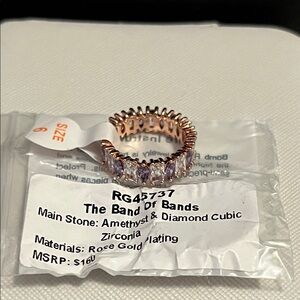 SIZE
6
RG45737
The Band Of Bands
Main Stone: Amethyst & Diamond Cubic
Zirconia
Materials: Rose Gold Plating
MSRP: $160